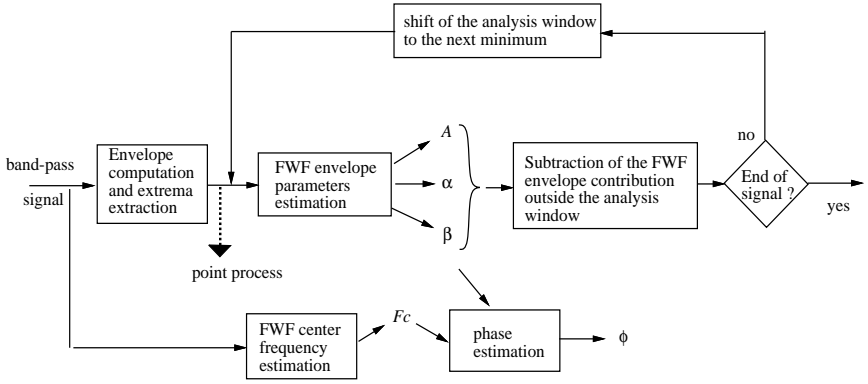 shift of the analysis window
to the next minimum
no
A
band-pass
signal
Envelope
computation
and extrema
extraction
FWF envelope
parameters
estimation
α
β
Subtraction of the FWF
envelope contribution
outside the analysis
window
End of
signal ?
yes
point process
FWF center
frequency
estimation
Fc
phase
estimation
ϕ